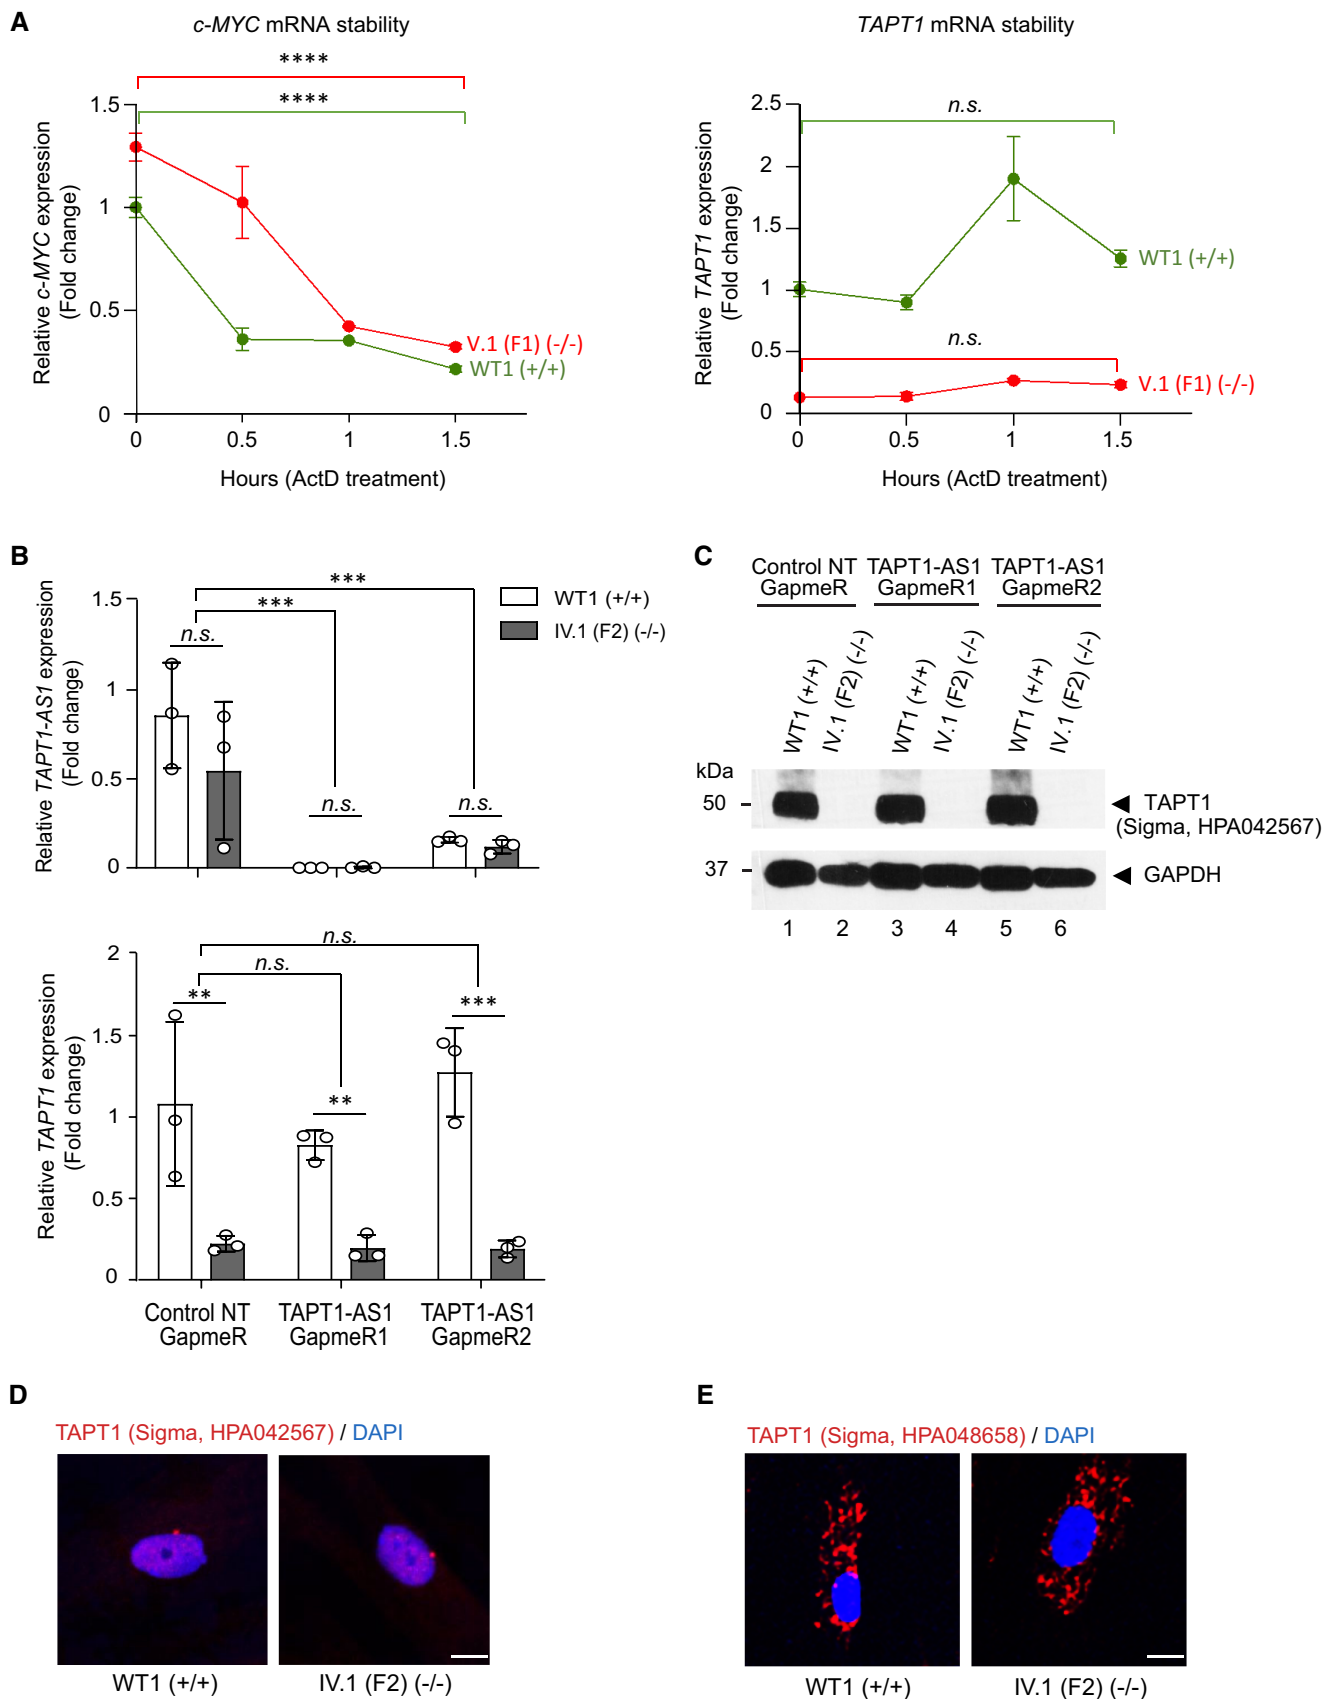 A
c-MYC mRNA stability
****
****
1.5
1
0.5
0
Relative c-MYC expression
(Fold change)
V.1 (F1) (-/-)
WT1 (+/+)
0 0.5 1 1.5
Hours (ActD treatment)
TAPT1 mRNA stability
n.s.
2.5
2
1.5
1
0.5
0
Relative TAPT1 expression
(Fold change)
WT1 (+/+)
n.s.
V.1 (F1) (-/-)
0 0.5 1 1.5
Hours (ActD treatment)
B
Relative TAPT1-AS1 expression
(Fold change)
1.5
1
0.5
0
***
***
n.s.
n.s.
n.s.
WT1 (+/+)
IV.1 (F2) (-/-)
Relative TAPT1 expression
(Fold change)
2
1.5
1
0.5
0
n.s.
n.s.
**
**
***
Control NT
GapmeR
TAPT1-AS1
GapmeR1
TAPT1-AS1
GapmeR2
C
Control NT
GapmeR
TAPT1-AS1
GapmeR1
TAPT1-AS1
GapmeR2
WT1 (+/+)
IV.1 (F2) (-/-)
WT1 (+/+)
IV.1 (F2) (-/-)
WT1 (+/+)
IV.1 (F2) (-/-)
kDa
50
37
TAPT1
(Sigma, HPA042567)
GAPDH
1 2 3 4 5 6
D
TAPT1 (Sigma, HPA042567) / DAPI
WT1 (+/+)
IV.1 (F2) (-/-)
E
TAPT1 (Sigma, HPA048658) / DAPI
WT1 (+/+)
IV.1 (F2) (-/-)